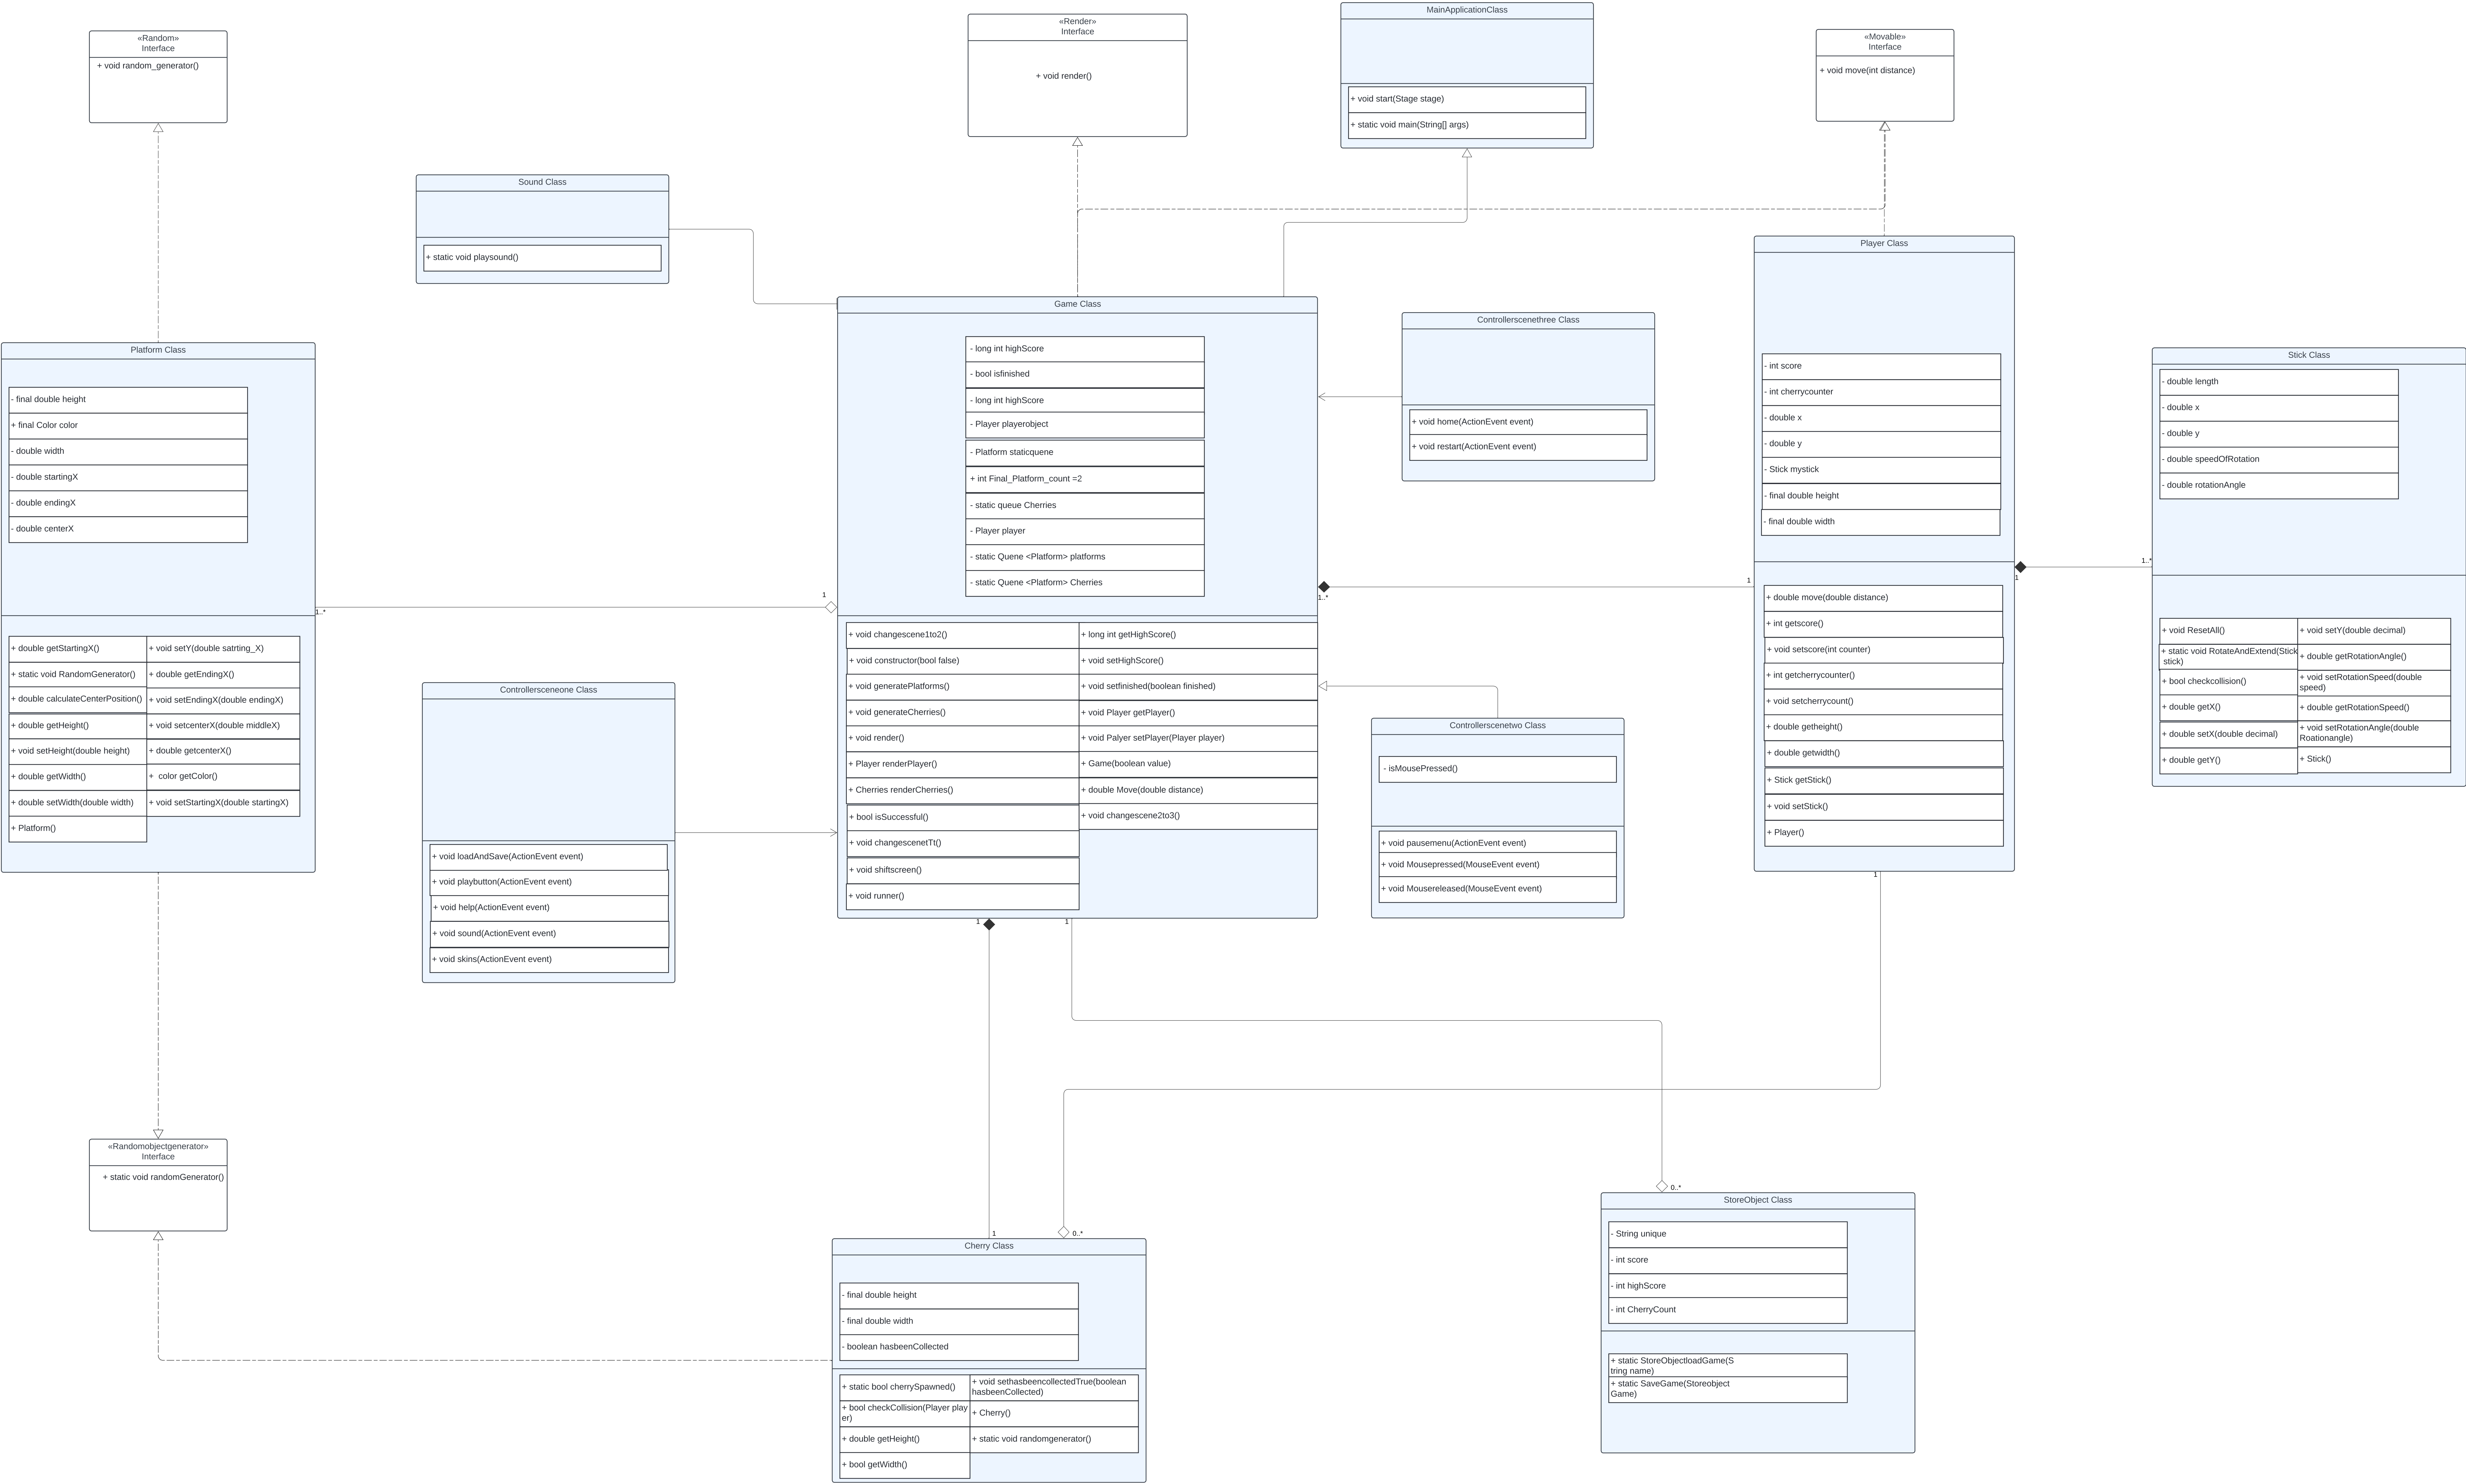 «Random»
Interface
+ void random_generator()
«Render»
Interface
+ void render()
MainApplicationClass
+ void start(Stage stage)
+ static void main(String[] args)
«Movable»
Interface
+ void move(int distance)
Sound Class
+ static void playsound()
Platform Class
- final double height
+ final Color color
- double width
- double startingX
- double endingX
- double centerX
+ double getStartingX()
+ static void RandomGenerator()
+ double calculateCenterPosition()
+ double getHeight()
+ void setHeight(double height)
+ double getWidth()
+ double setWidth(double width)
+ Platform()
+ void setY(double satrting_X)
+ double getEndingX()
+ void setEndingX(double endingX)
+ void setcenterX(double middleX)
+ double getcenterX()
+ color getColor()
+ void setStartingX(double startingX)
1..*
1
Game Class
- long int highScore
- bool isfinished
- long int highScore
- Player playerobject
- Platform staticquene
+ int Final_Platform_count =2
- static queue Cherries
- Player player
- static Quene <Platform> platforms
- static Quene <Platform> Cherries
+ void changescene1to2()
+ void constructor(bool false)
+ void generatePlatforms()
+ void generateCherries()
+ void render()
+ Player renderPlayer()
+ Cherries renderCherries()
+ bool isSuccessful()
+ void changescenetTt()
+ void shiftscreen()
+ void runner()
+ long int getHighScore()
+ void setHighScore()
+ void setfinished(boolean finished)
+ void Player getPlayer()
+ void Palyer setPlayer(Player player)
+ Game(boolean value)
+ double Move(double distance)
+ void changescene2to3()
1..*
1
1
1
Controllerscenethree Class
+ void home(ActionEvent event)
+ void restart(ActionEvent event)
Player Class
- int score
- int cherrycounter
- double x
- double y
- Stick mystick
- final double height
- final double width
+ double move(double distance)
+ int getscore()
+ void setscore(int counter)
+ int getcherrycounter()
+ void setcherrycount()
+ double getheight()
+ double getwidth()
+ Stick getStick()
+ void setStick()
+ Player()
1
1
1..*
Stick Class
- double length
- double x
- double y
- double speedOfRotation
- double rotationAngle
+ void ResetAll()
+ static void RotateAndExtend(Stick
stick)
+ bool checkcollision()
+ double getX()
+ double setX(double decimal)
+ double getY()
+ void setY(double decimal)
+ double getRotationAngle()
+ void setRotationSpeed(double
speed)
+ double getRotationSpeed()
+ void setRotationAngle(double
Roationangle)
+ Stick()
Controllersceneone Class
+ void loadAndSave(ActionEvent event)
+ void playbutton(ActionEvent event)
+ void help(ActionEvent event)
+ void sound(ActionEvent event)
+ void skins(ActionEvent event)
Controllerscenetwo Class
- isMousePressed()
+ void pausemenu(ActionEvent event)
+ void Mousepressed(MouseEvent event)
+ void Mousereleased(MouseEvent event)
«Randomobjectgenerator»
Interface
+ static void randomGenerator()
1
0..*
Cherry Class
- final double height
- final double width
- boolean hasbeenCollected
+ static bool cherrySpawned()
+ bool checkCollision(Player play
er)
+ double getHeight()
+ bool getWidth()
+ void sethasbeencollectedTrue(boolean
hasbeenCollected)
+ Cherry()
+ static void randomgenerator()
0..*
StoreObject Class
- String unique
- int score
- int highScore
- int CherryCount
+ static StoreObjectloadGame(S
tring name)
+ static SaveGame(Storeobject
Game)